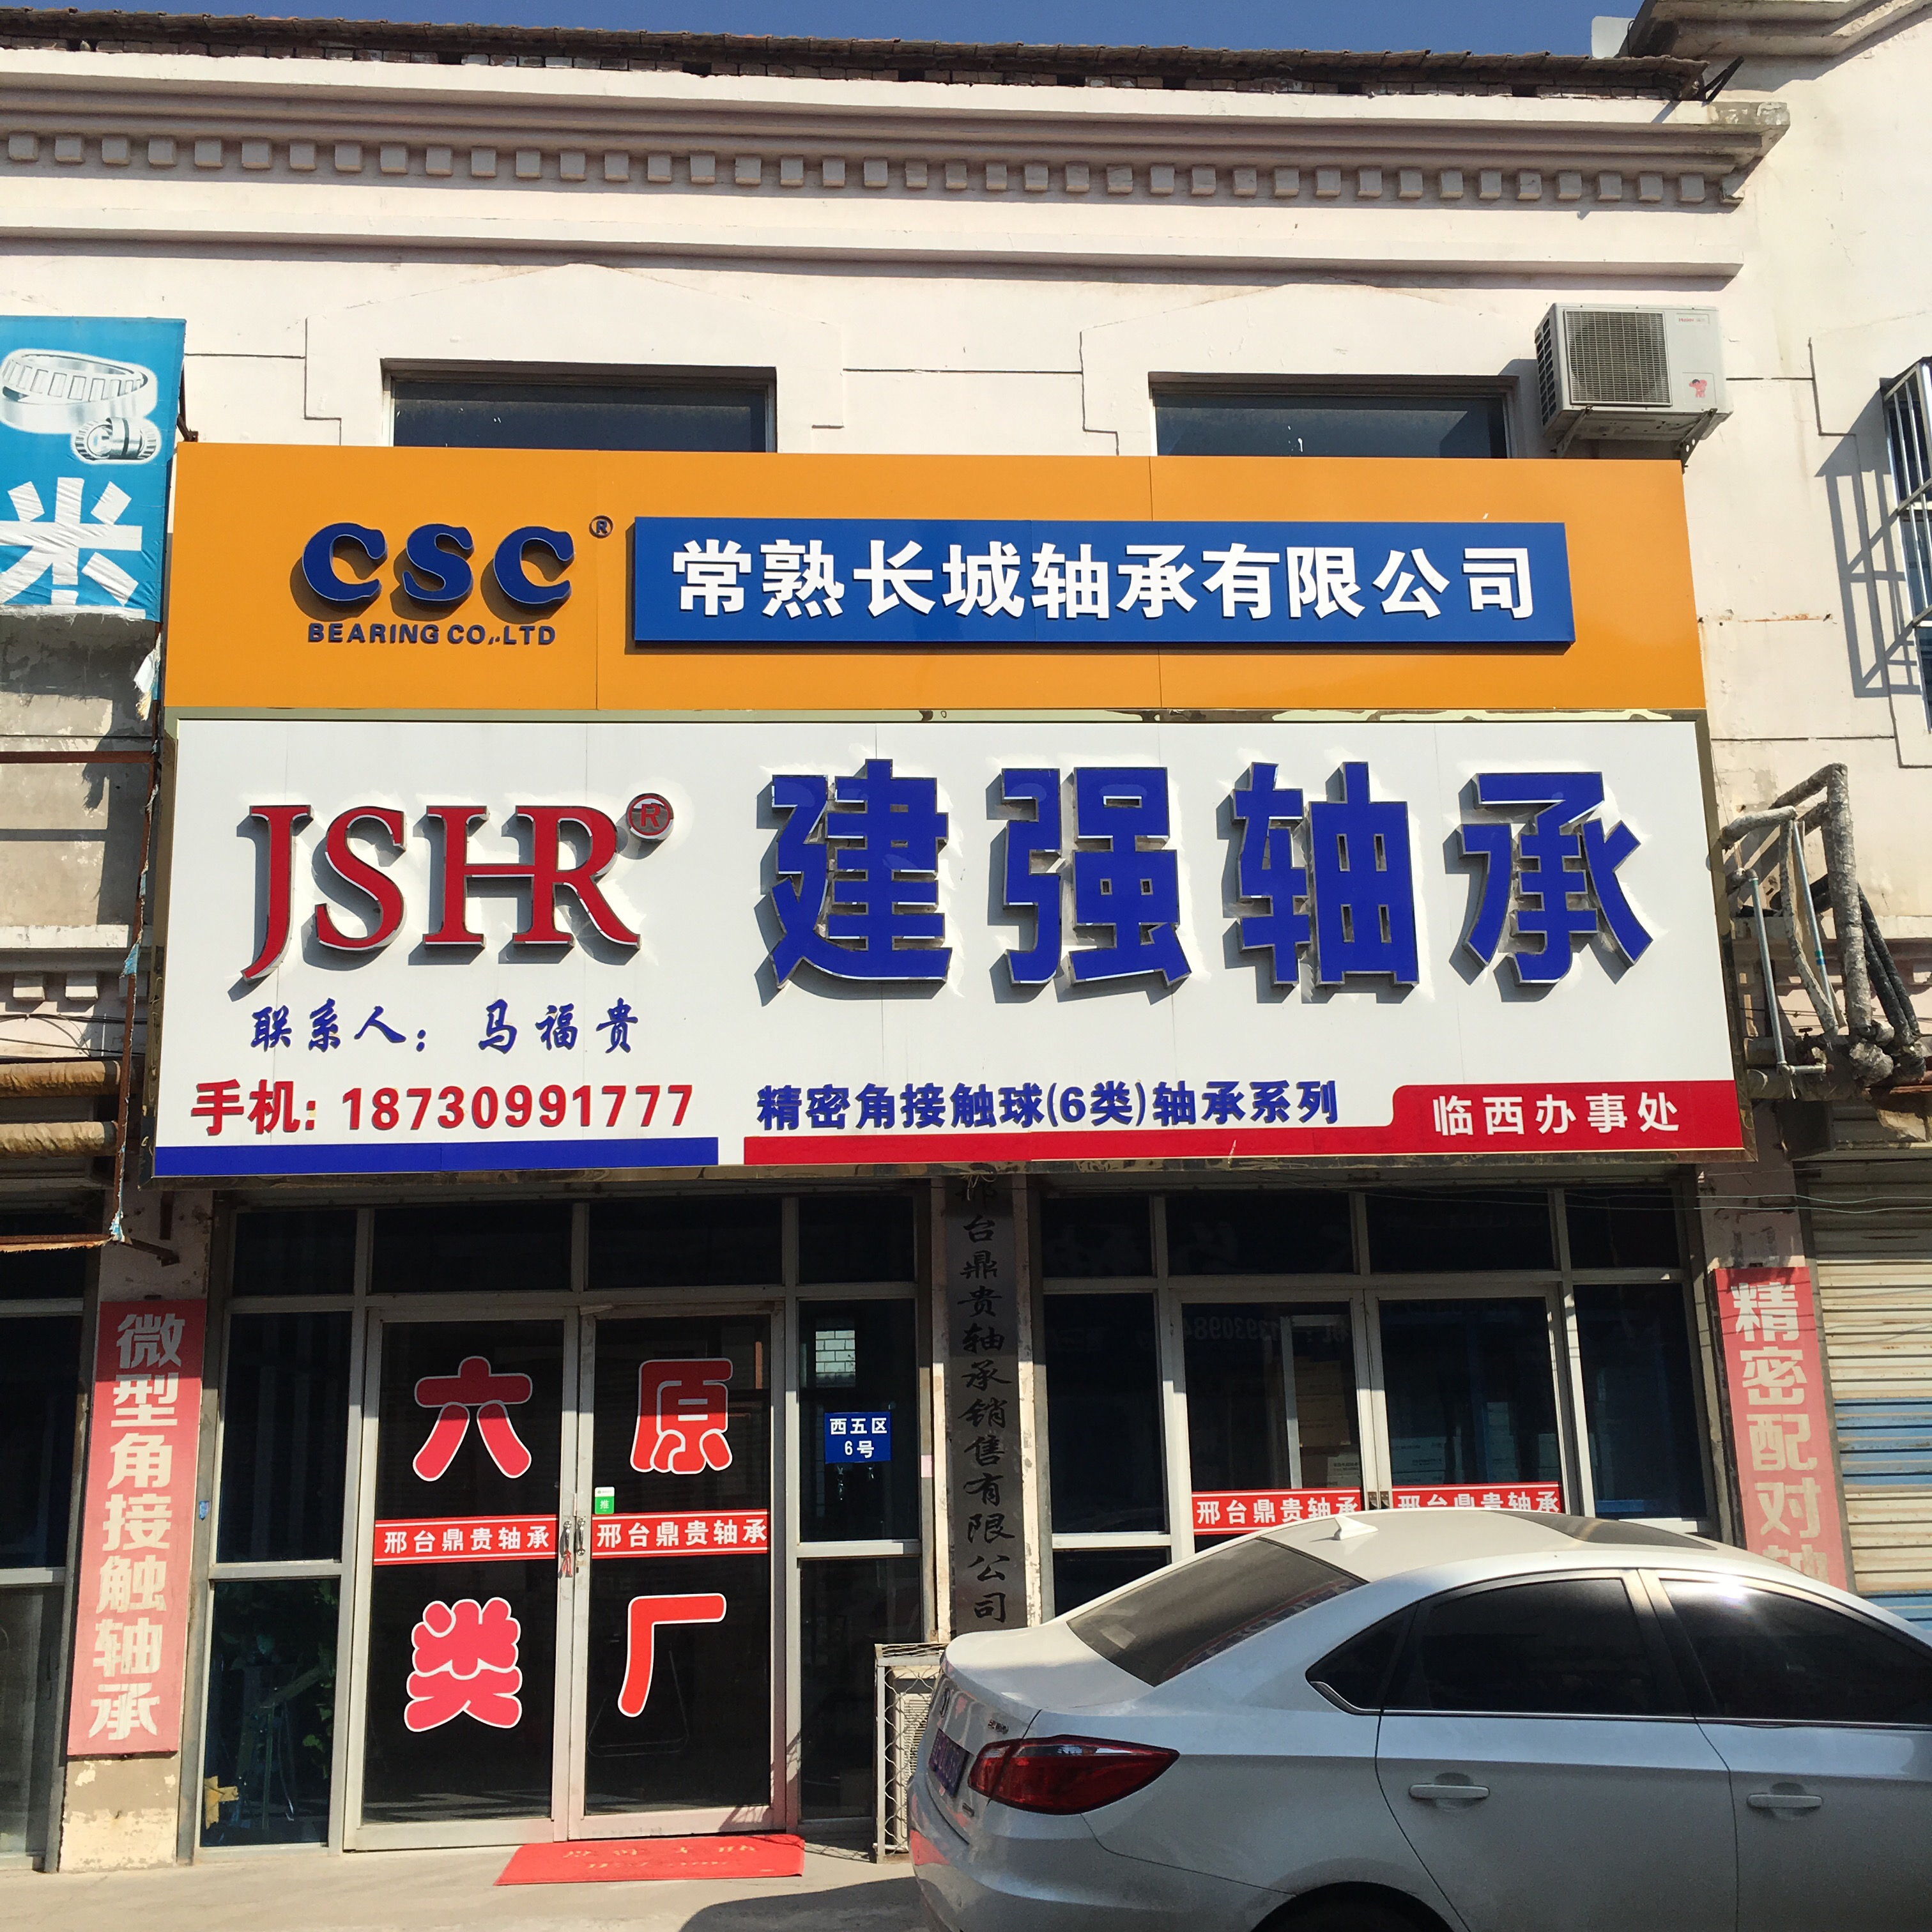 CSC®
BEARING CO.,LTD
常熟长城轴承有限公司
JSHR®
建强轴承
联系人：马福贵
手机: 18730991777
精密角接触球(6类)轴承系列
临西办事处
米
Haier
微型角接触轴承
六类
原厂
邢台鼎贵轴承
邢台鼎贵轴承
推
西五区
6号
邢台鼎贵轴承销售有限公司
邢台鼎贵轴承
邢台鼎贵轴承
精密配对轴